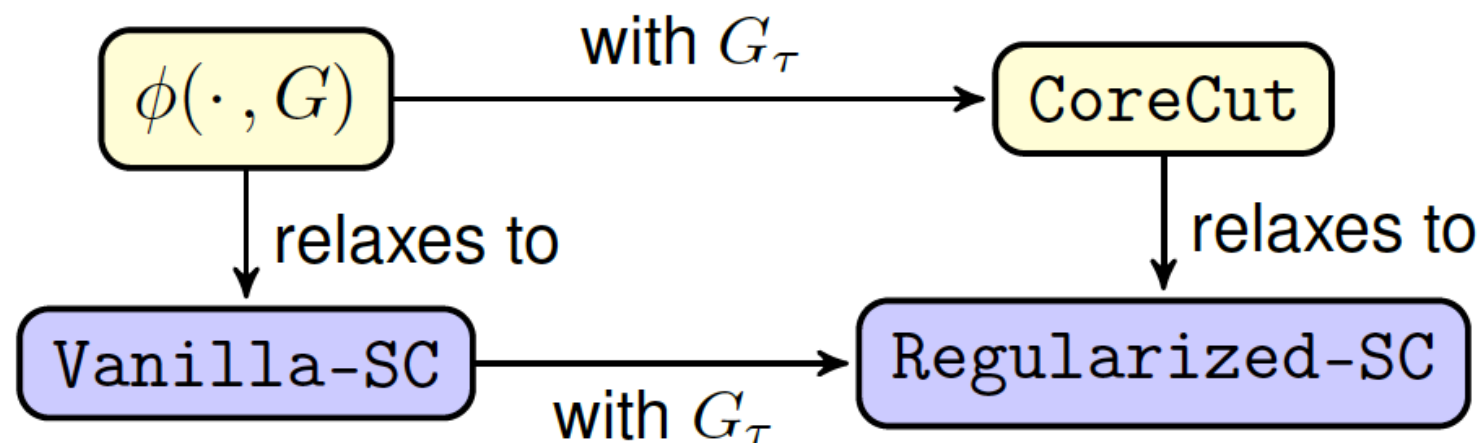 with G_τ
ϕ(· , G)
CoreCut
relaxes to
relaxes to
Vanilla-SC
Regularized-SC
with G_τ